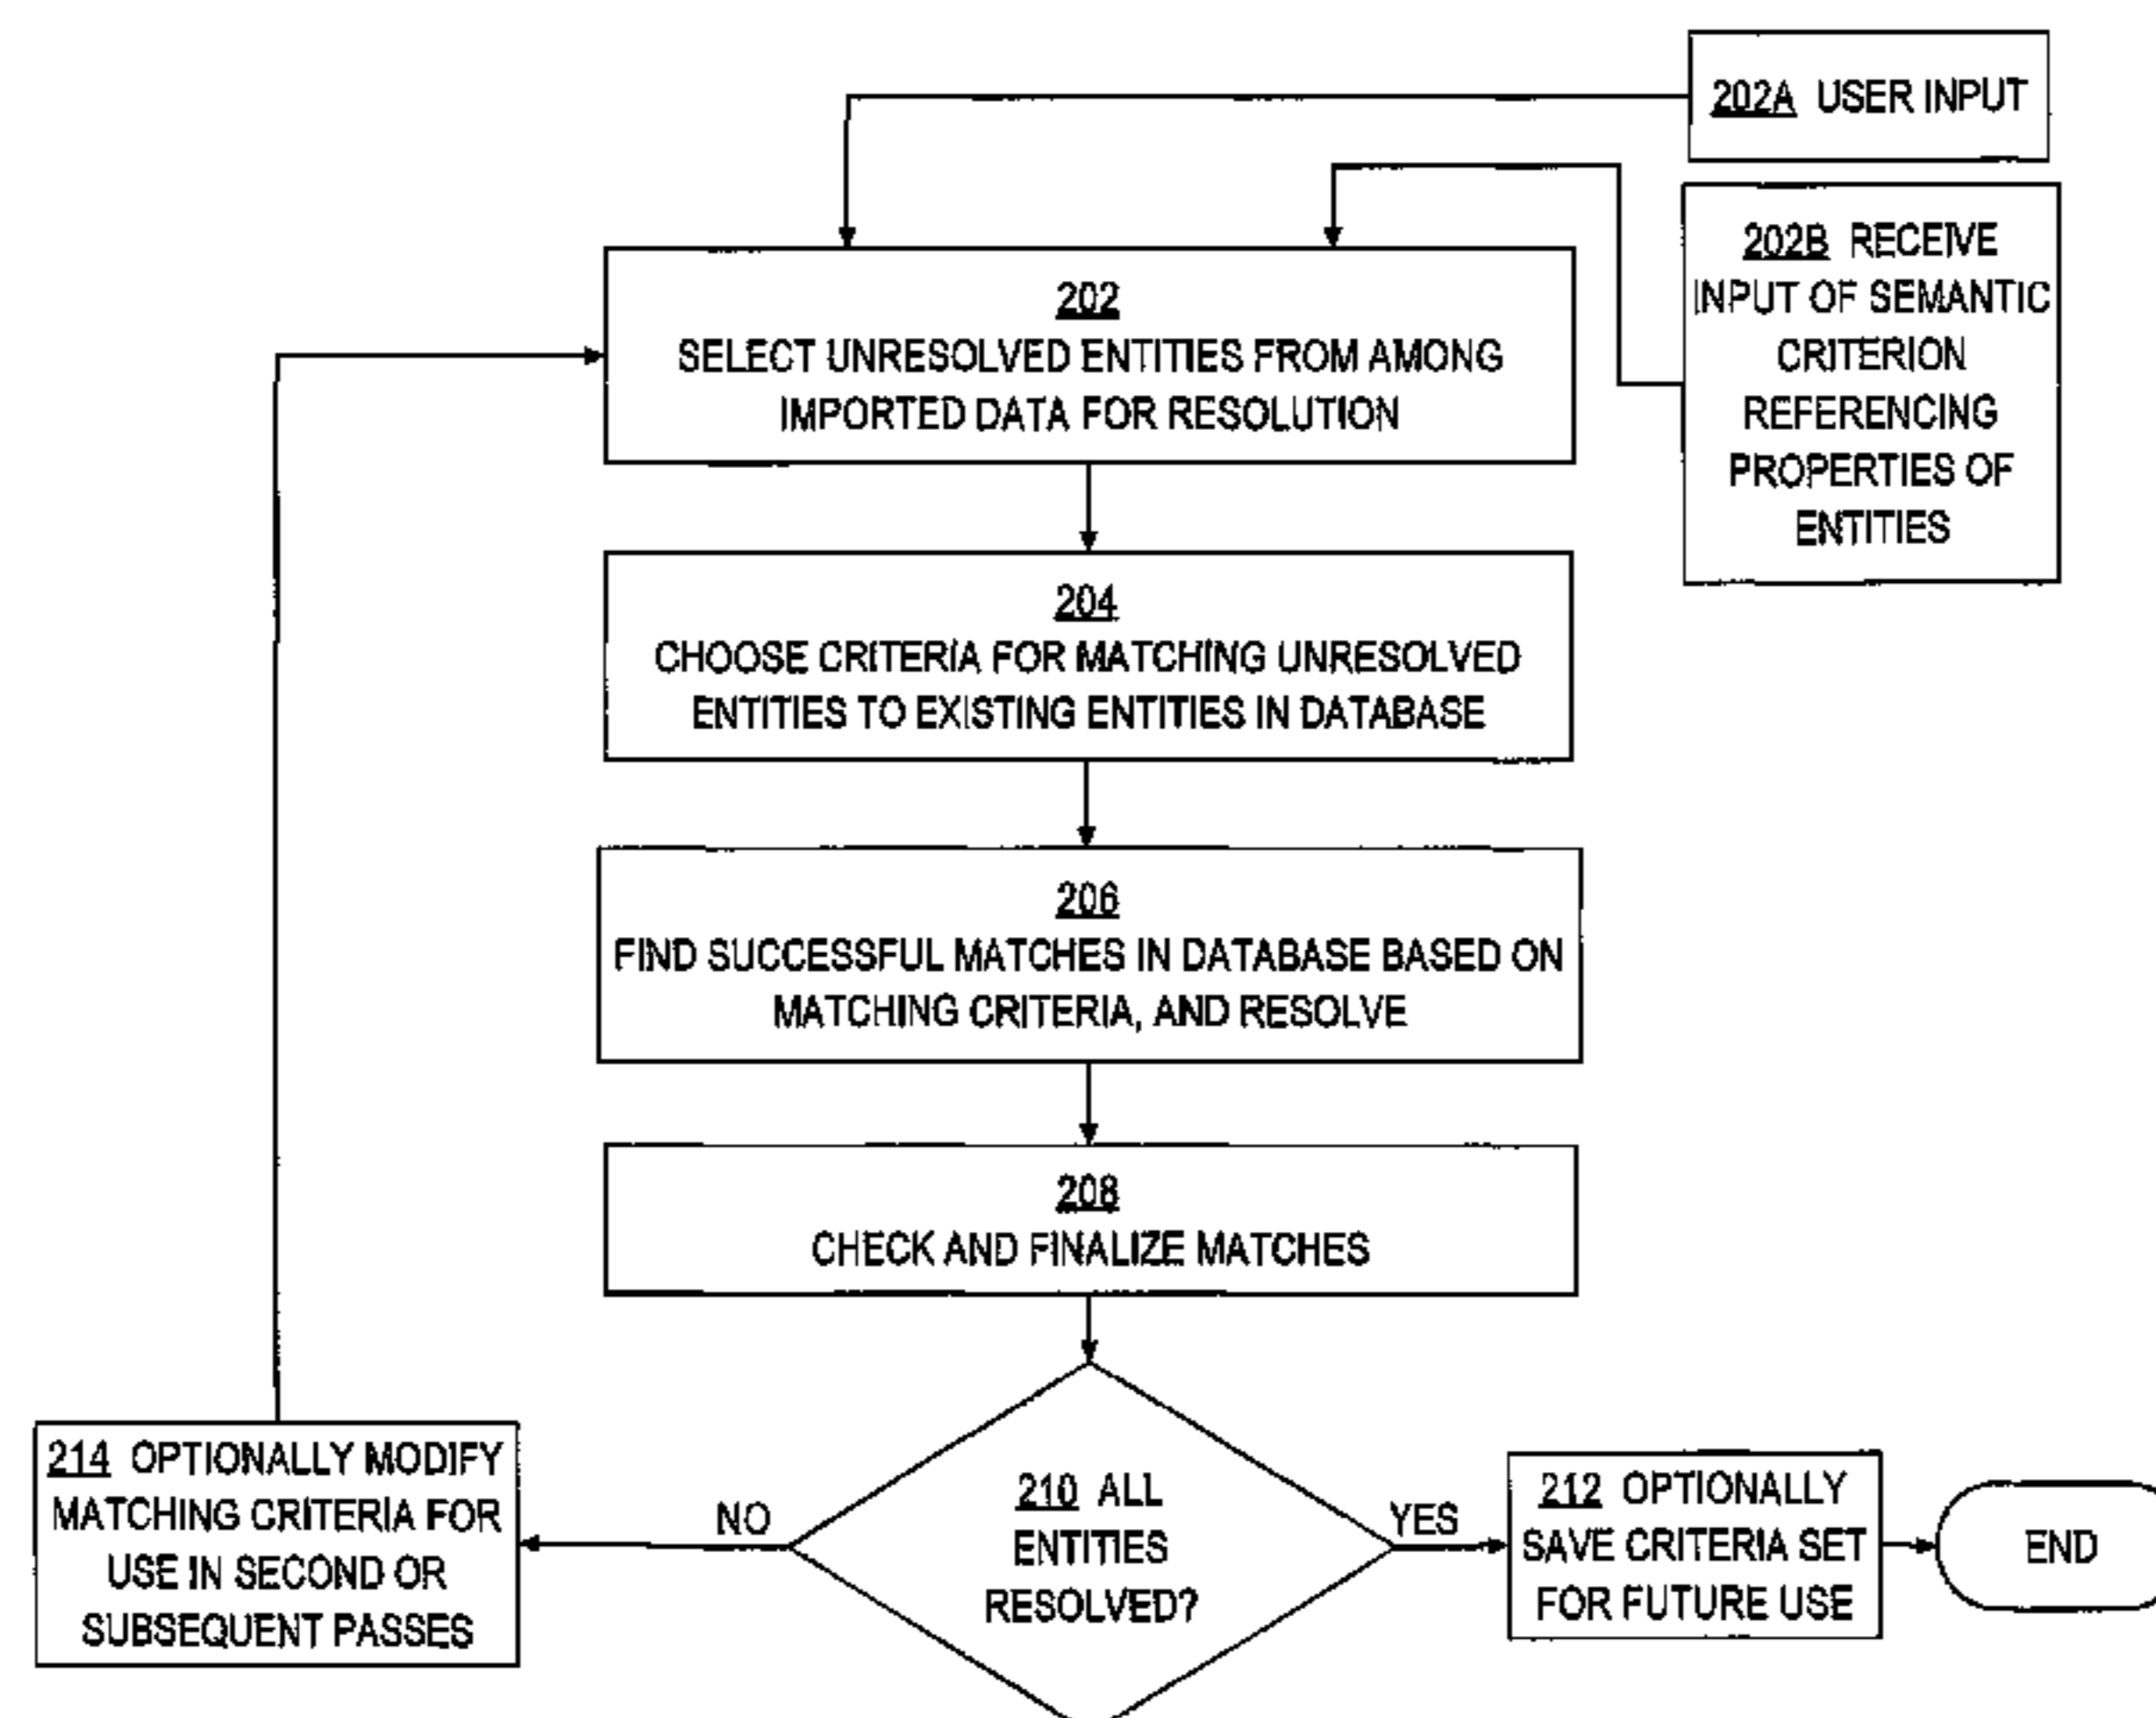 202A USER INPUT
202B RECEIVE
INPUT OF SEMANTIC
CRITERION
REFERENCING
PROPERTIES OF
ENTITIES
202
SELECT UNRESOLVED ENTITIES FROM AMONG
IMPORTED DATA FOR RESOLUTION
204
CHOOSE CRITERIA FOR MATCHING UNRESOLVED
ENTITIES TO EXISTING ENTITIES IN DATABASE
206
FIND SUCCESSFUL MATCHES IN DATABASE BASED ON
MATCHING CRITERIA, AND RESOLVE
208
CHECK AND FINALIZE MATCHES
210 ALL
ENTITIES
RESOLVED?
NO
214 OPTIONALLY MODIFY
MATCHING CRITERIA FOR
USE IN SECOND OR
SUBSEQUENT PASSES
YES
212 OPTIONALLY
SAVE CRITERIA SET
FOR FUTURE USE
END